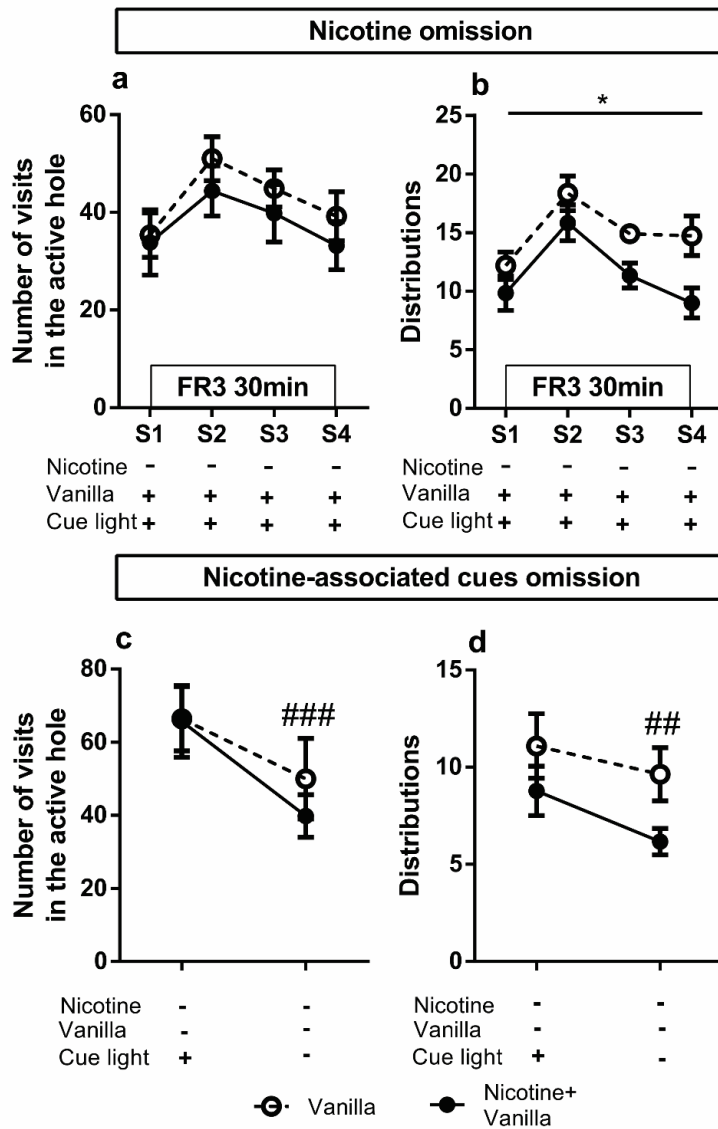 Nicotine omission
a
Number of visits
in the active hole
60
40
20
0
FR3 30min
S1 S2 S3 S4
Nicotine - - - -
Vanilla + + + +
Cue light + + + +
b
Distributions
25
20
15
10
5
0
*
FR3 30min
S1 S2 S3 S4
Nicotine - - - -
Vanilla + + + +
Cue light + + + +
Nicotine-associated cues omission
c
Number of visits
in the active hole
80
60
40
20
0
###
Nicotine - -
Vanilla - -
Cue light + -
d
Distributions
15
10
5
0
##
Nicotine - -
Vanilla - -
Cue light + -
Vanilla
Nicotine+
Vanilla